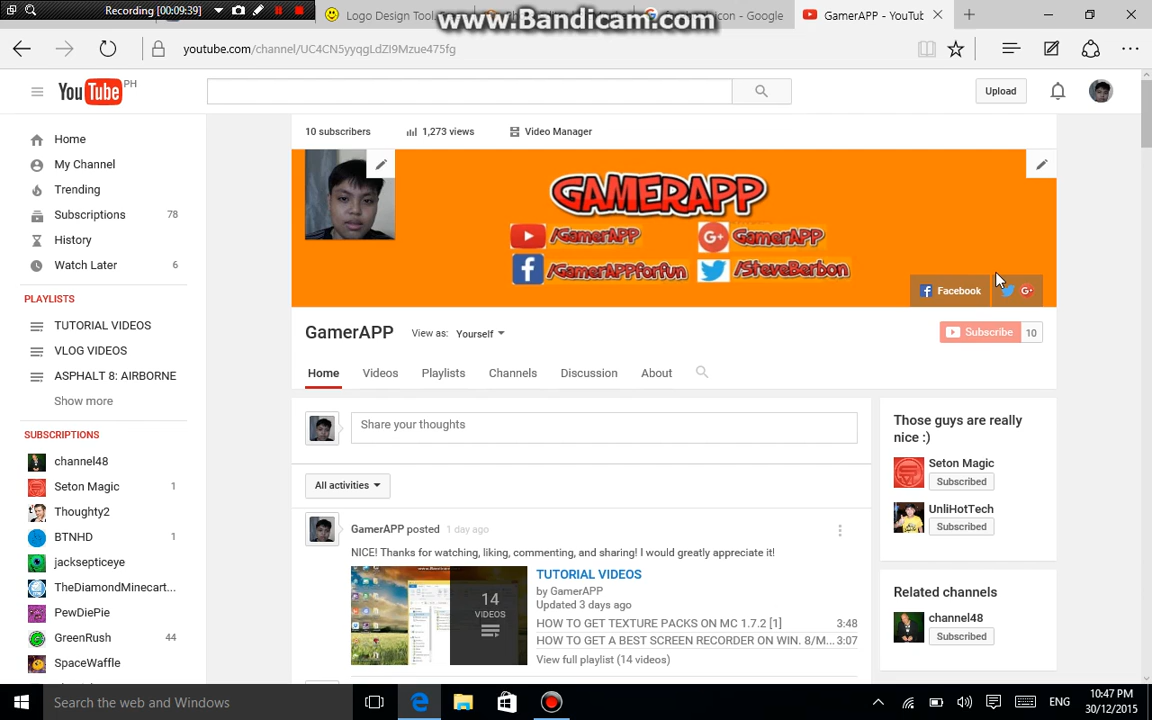 Recording [00:09:39]
Logo Design Too
www.Bandicam.com
Icon - Google
GamerAPP - YouTub
youtube.com/channel/UC4CN5yyqgLdZI9Mzue475fg
YouTube PH
Upload
Home
My Channel
Trending
Subscriptions 78
History
Watch Later 6
PLAYLISTS
TUTORIAL VIDEOS
VLOG VIDEOS
ASPHALT 8: AIRBORNE
Show more
SUBSCRIPTIONS
channel48
Seton Magic 1
Thoughty2
BTNHD 1
jacksepticeye
TheDiamondMinecart...
PewDiePie
GreenRush 44
SpaceWaffle
10 subscribers 1,273 views Video Manager
GAMERAPP
/GamerAPP GamerAPP
/GamerAPPforfun /SteveBerbon
Facebook
GamerAPP View as: Yourself
Subscribe 10
Home Videos Playlists Channels Discussion About
Share your thoughts
All activities
GamerAPP posted 1 day ago
NICE! Thanks for watching, liking, commenting, and sharing! I would greatly appreciate it!
14
VIDEOS
TUTORIAL VIDEOS
by GamerAPP
Updated 3 days ago
HOW TO GET TEXTURE PACKS ON MC 1.7.2 [1] 3:48
HOW TO GET A BEST SCREEN RECORDER ON WIN. 8/M... 3:07
View full playlist (14 videos)
Those guys are really
nice :)
Seton Magic
Subscribed
UnliHotTech
Subscribed
Related channels
channel48
Subscribed
Search the web and Windows
ENG
10:47 PM
30/12/2015